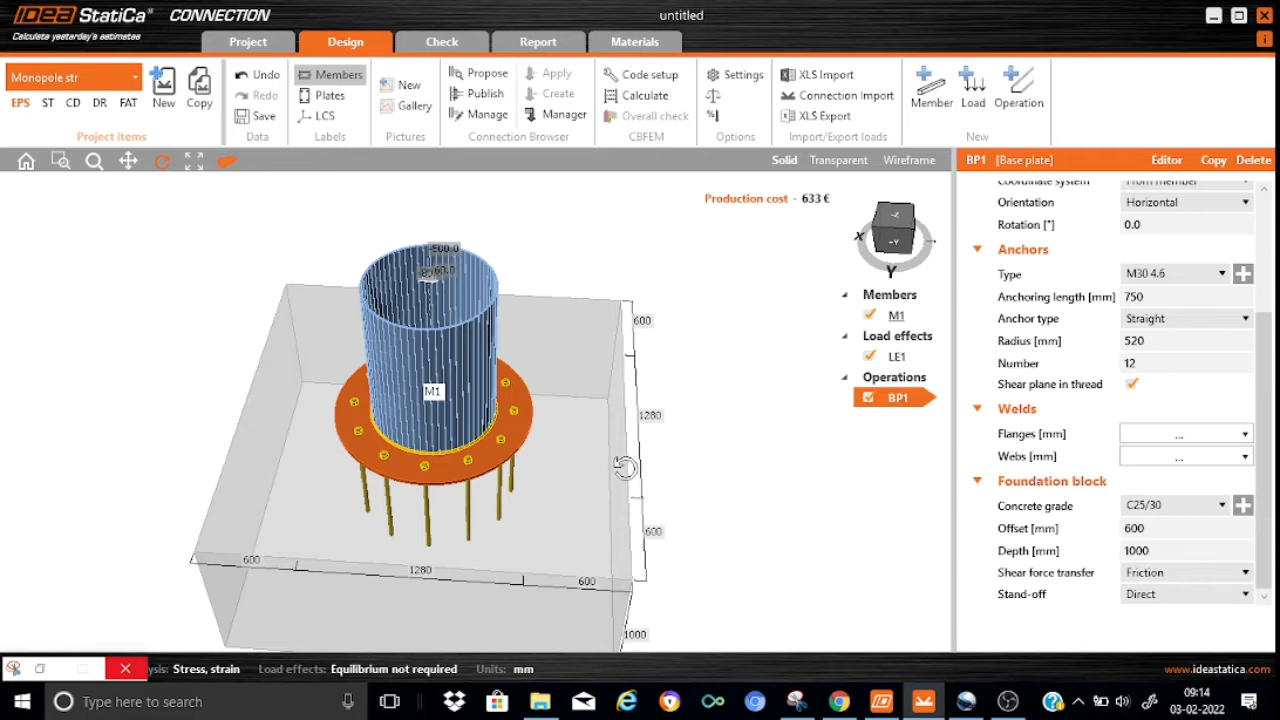 IDEA StatiCa® CONNECTION
untitled
Calculate yesterday's estimates
Project Design Check Report Materials
Monopole str
EPS ST CD DR FAT
New Copy
Undo
Redo
Save
Members
Plates
LCS
New
Gallery
Propose
Publish
Manage
Apply
Create
Manager
Code setup
Calculate
Overall check
Settings
XLS Import
Connection Import
XLS Export
Member Load Operation
Project items Data Labels Pictures Connection Browser CBFEM Options Import/Export loads New
Solid Transparent Wireframe
BP1 [Base plate] Editor Copy Delete
Production cost - 633 €
Coordinate system From member
Orientation Horizontal
Rotation [°] 0.0
Anchors
Type M30 4.6
Anchoring length [mm] 750
Anchor type Straight
Radius [mm] 520
Number 12
Shear plane in thread
Welds
Flanges [mm] ...
Webs [mm] ...
Foundation block
Concrete grade C25/30
Offset [mm] 600
Depth [mm] 1000
Shear force transfer Friction
Stand-off Direct
-Z
-Y
X
Y
Members
M1
Load effects
LE1
Operations
BP1
-500.0
M1
600
1280
600
600
1280
600
1000
ysis: Stress, strain Load effects: Equilibrium not required Units: mm
www.ideastatica.com
Type here to search
09:14
03-02-2022